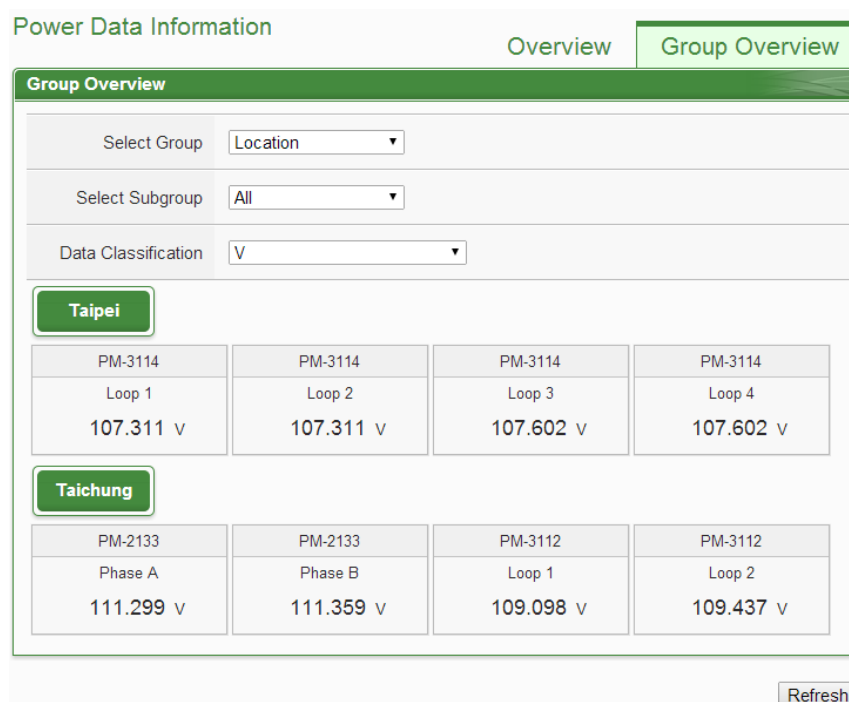 Power Data Information
Overview Group Overview
Group Overview
Select Group Location
Select Subgroup All
Data Classification V
Taipei
PM-3114 PM-3114 PM-3114 PM-3114
Loop 1 Loop 2 Loop 3 Loop 4
107.311 V 107.311 V 107.602 V 107.602 V
Taichung
PM-2133 PM-2133 PM-3112 PM-3112
Phase A Phase B Loop 1 Loop 2
111.299 V 111.359 V 109.098 V 109.437 V
Refresh